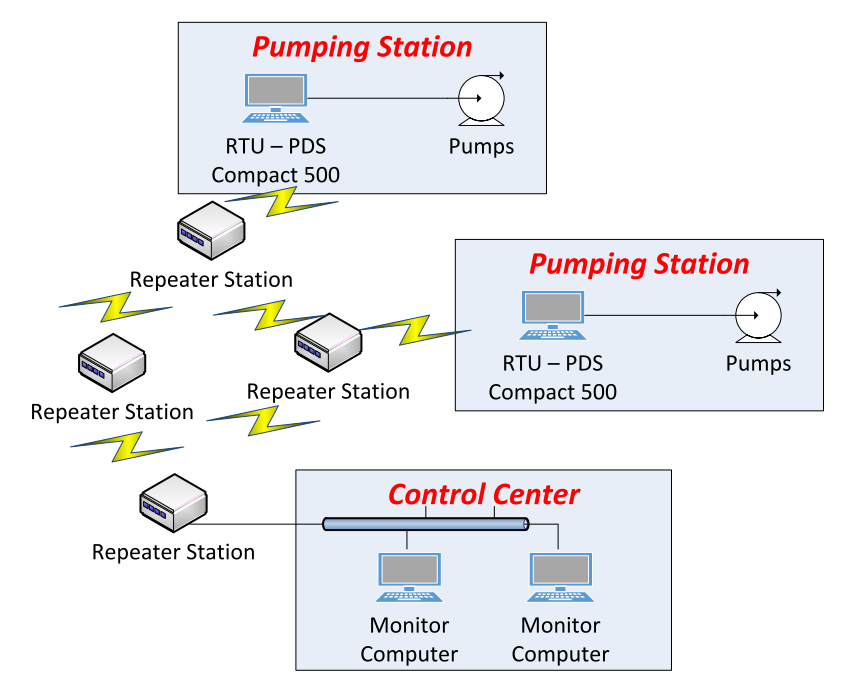 Pumping Station
RTU – PDS
Compact 500
Pumps
Repeater Station
Pumping Station
RTU – PDS
Compact 500
Pumps
Repeater Station
Repeater Station
Control Center
Repeater Station
Monitor
Computer
Monitor
Computer